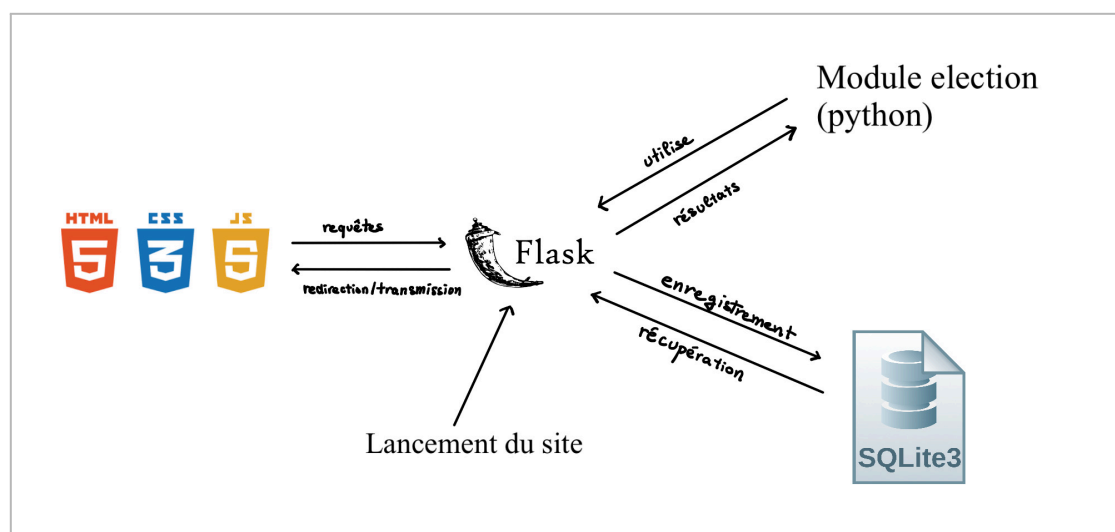 Module election
(python)
utilise
résultats
HTML
CSS
JS
requêtes
Flask
redirection/transmission
enregistrement
récupération
Lancement du site
SQLite3